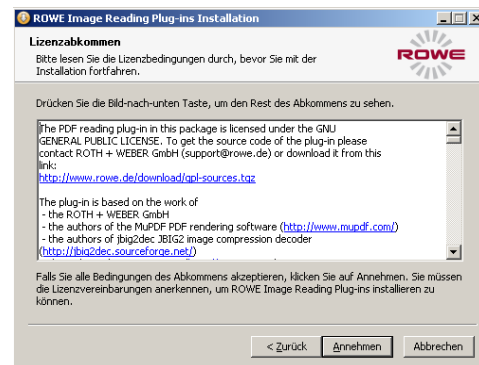 ROWE Image Reading Plug-ins Installation
Lizenzabkommen
Bitte lesen Sie die Lizenzbedingungen durch, bevor Sie mit der
Installation fortfahren.
ROWE
Drücken Sie die Bild-nach-unten Taste, um den Rest des Abkommens zu sehen.
The PDF reading plug-in in this package is licensed under the GNU
GENERAL PUBLIC LICENSE. To get the source code of the plug-in please
contact ROTH + WEBER GmbH (support@rowe.de) or download it from this
link:
http://www.rowe.de/download/gpl-sources.tgz
The plug-in is based on the work of
- the ROTH + WEBER GmbH
- the authors of the MuPDF PDF rendering software (http://www.mupdf.com/)
- the authors of jbig2dec JBIG2 image compression decoder
(http://jbig2dec.sourceforge.net/)
Falls Sie alle Bedingungen des Abkommens akzeptieren, klicken Sie auf Annehmen. Sie müssen
die Lizenzvereinbarungen anerkennen, um ROWE Image Reading Plug-ins installieren zu
können.
< Zurück
Annehmen
Abbrechen